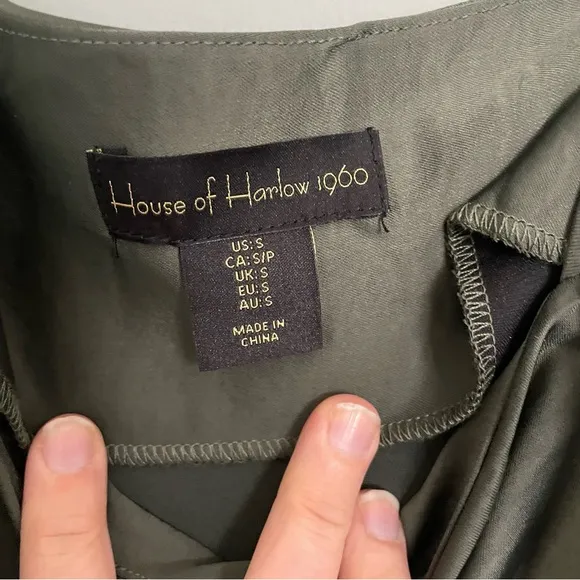 House of Harlow 1960
US: S
CA: S/P
UK: S
EU: S
AU: S
MADE IN
CHINA